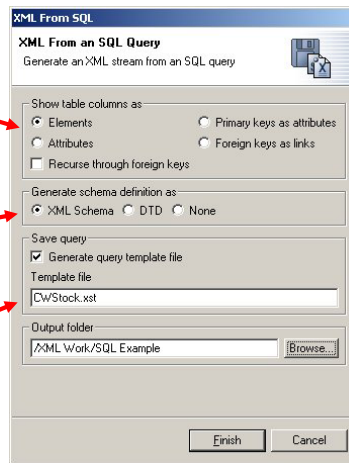 XML From SQL
XML From an SQL Query
Generate an XML stream from an SQL query
Show table columns as
Elements
Primary keys as attributes
Attributes
Foreign keys as links
Recurse through foreign keys
Generate schema definition as
XML Schema DTD None
Save query
Generate query template file
Template file
CWStock.xst
Output folder
/XML Work/SQL Example Browse...
Finish Cancel